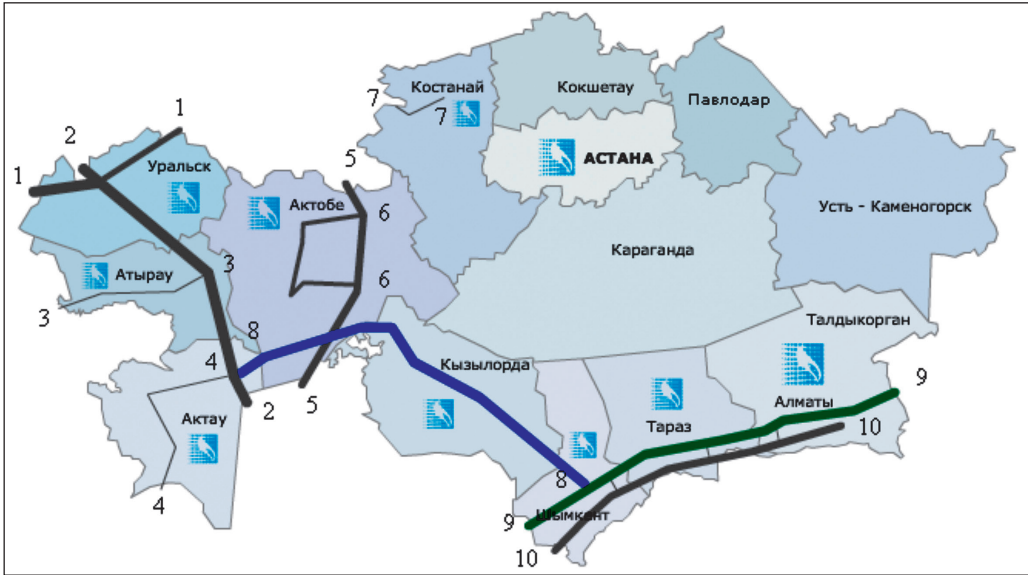 Костанай
Кокшетау
Павлодар
7
7
1
2
5
АСТАНА
Уральск
1
Актобе
Усть - Каменогорск
6
Караганда
Атырау
3
6
3
Талдыкорган
8
4
Кызылорда
9
2
5
Алматы
Актау
Тараз
10
8
4
9
Шымкент
10